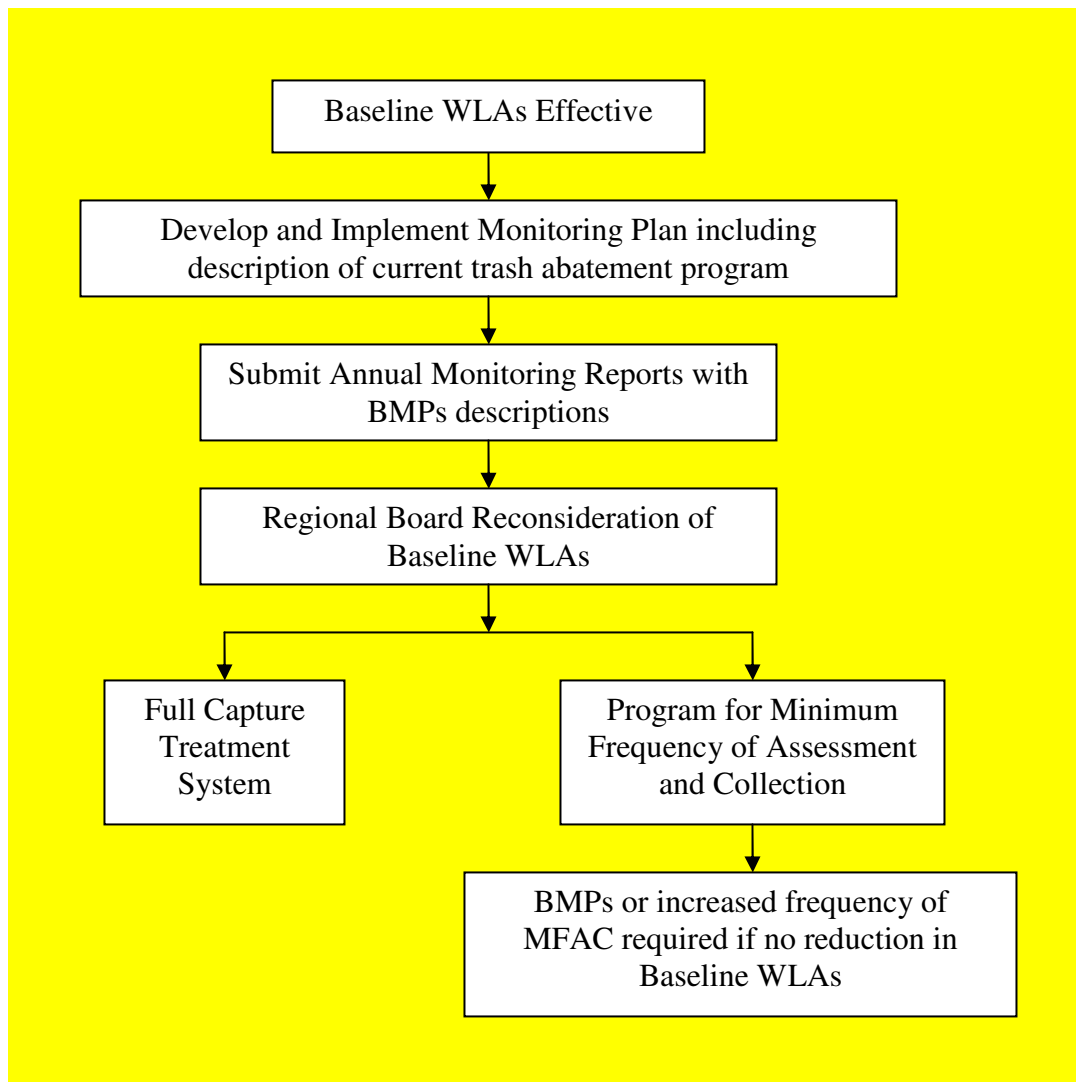 Baseline WLAs Effective
Develop and Implement Monitoring Plan including
description of current trash abatement program
Submit Annual Monitoring Reports with
BMPs descriptions
Regional Board Reconsideration of
Baseline WLAs
Full Capture
Treatment
System
Program for Minimum
Frequency of Assessment
and Collection
BMPs or increased frequency of
MFAC required if no reduction in
Baseline WLAs